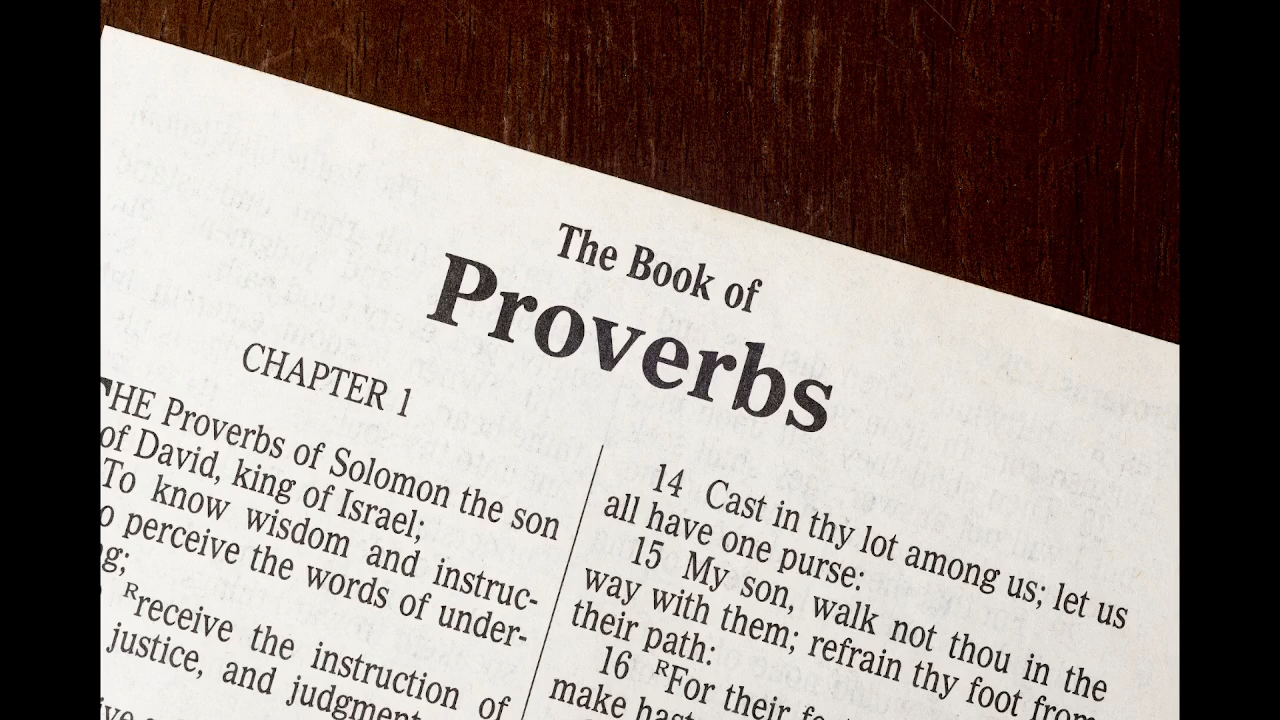 The Book of
Proverbs
CHAPTER 1
THE Proverbs of Solomon the son
of David, king of Israel;
To know wisdom and instruc-
perceive the words of under-
Rreceive the instruction of
justice, and judgment
14 Cast in thy lot among us; let us
all have one purse:
15 My son, walk not thou in the
way with them; refrain thy foot from
their path:
16 RFor their
make